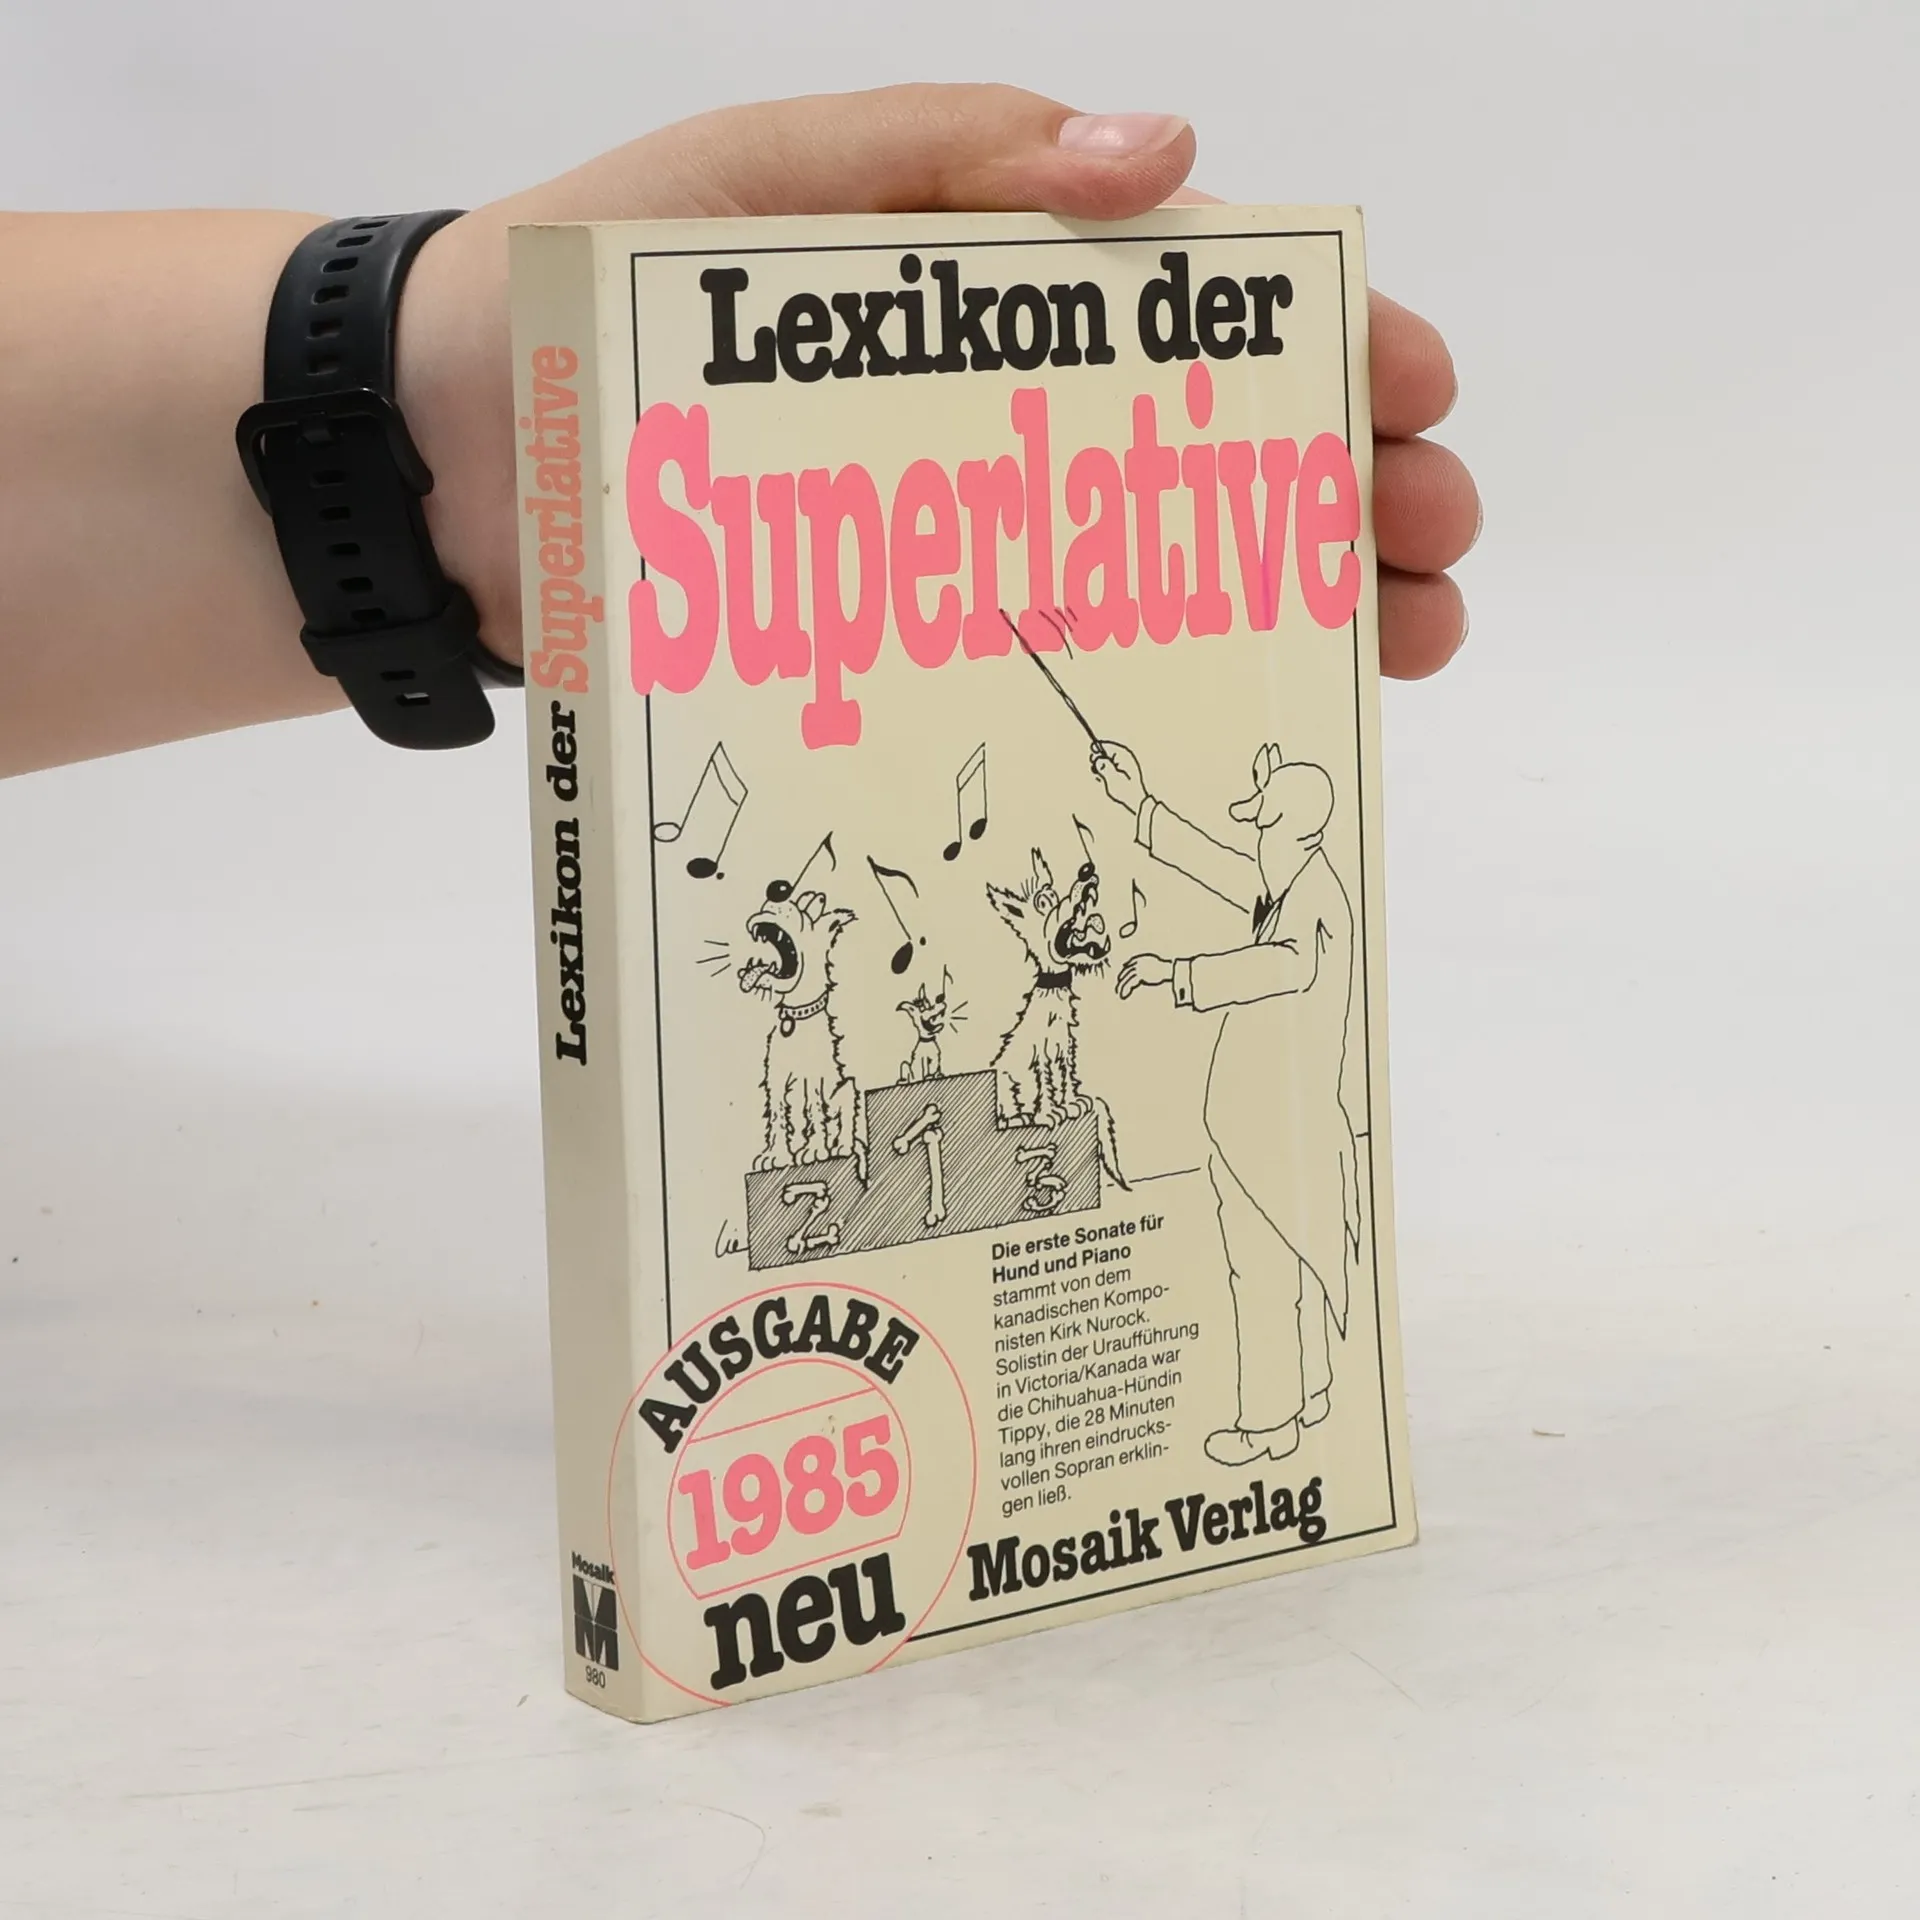 Lexikon der
Superlative
Lexikon der Superlative
2 1 3
Lie
Die erste Sonate für
Hund und Piano
stammt von dem
kanadischen Kompo-
nisten Kirk Nurock.
Solistin der Uraufführung
in Victoria/Kanada war
die Chihuahua-Hündin
Tippy, die 28 Minuten
lang ihren eindrucks-
vollen Sopran erklin-
gen ließ.
AUSGABE
1985
neu
Mosaik Verlag
Mosaik
M
980